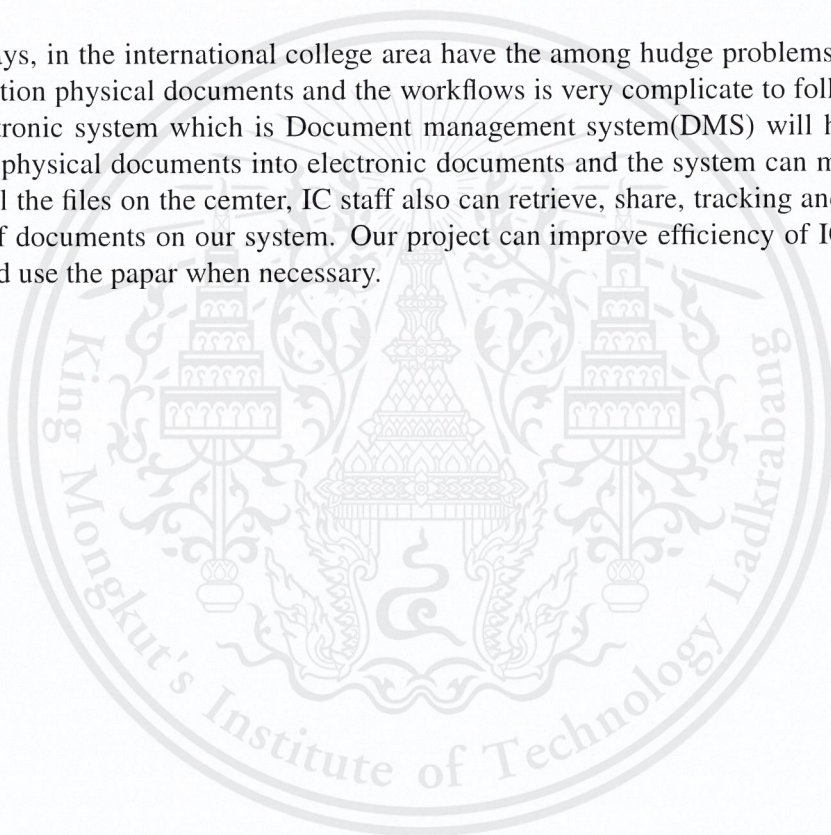 ys, in the international college area have the among hudge problems
tion physical documents and the workflows is very complicate to foll
tronic system which is Document management system(DMS) will h
physical documents into electronic documents and the system can m
l the files on the cemter, IC staff also can retrieve, share, tracking an
f documents on our system. Our project can improve efficiency of I
d use the papar when necessary.
King Mongkut's Institute of Technology Ladkrabang